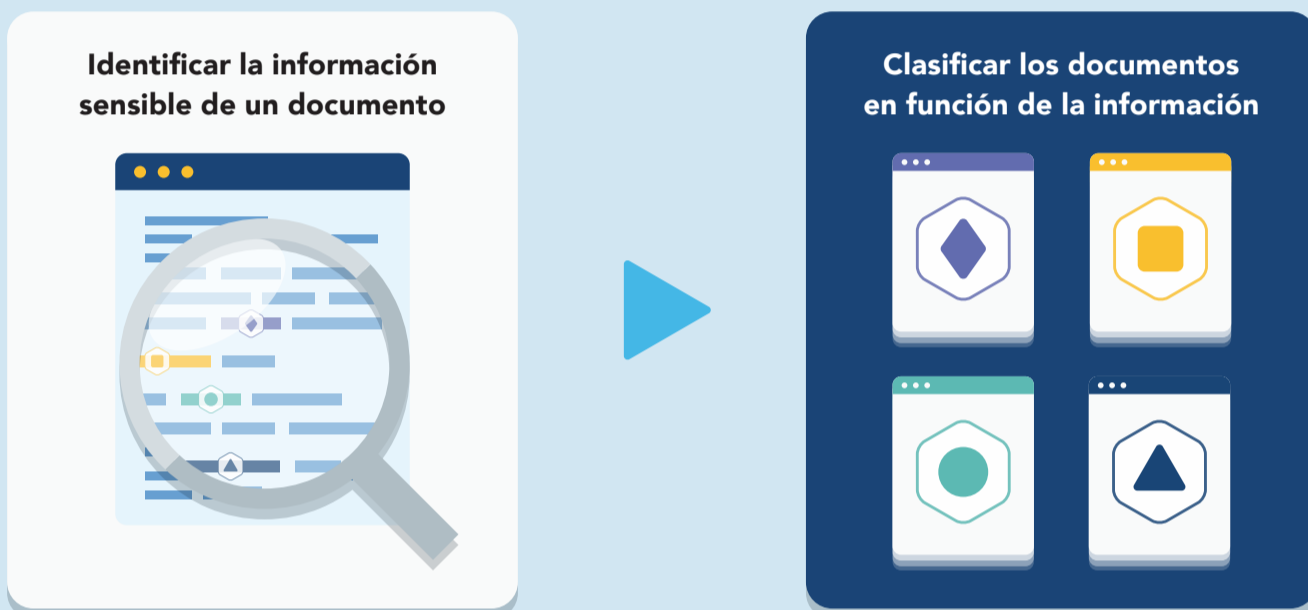 Identificar la información
sensible de un documento
Clasificar los documentos
en función de la información